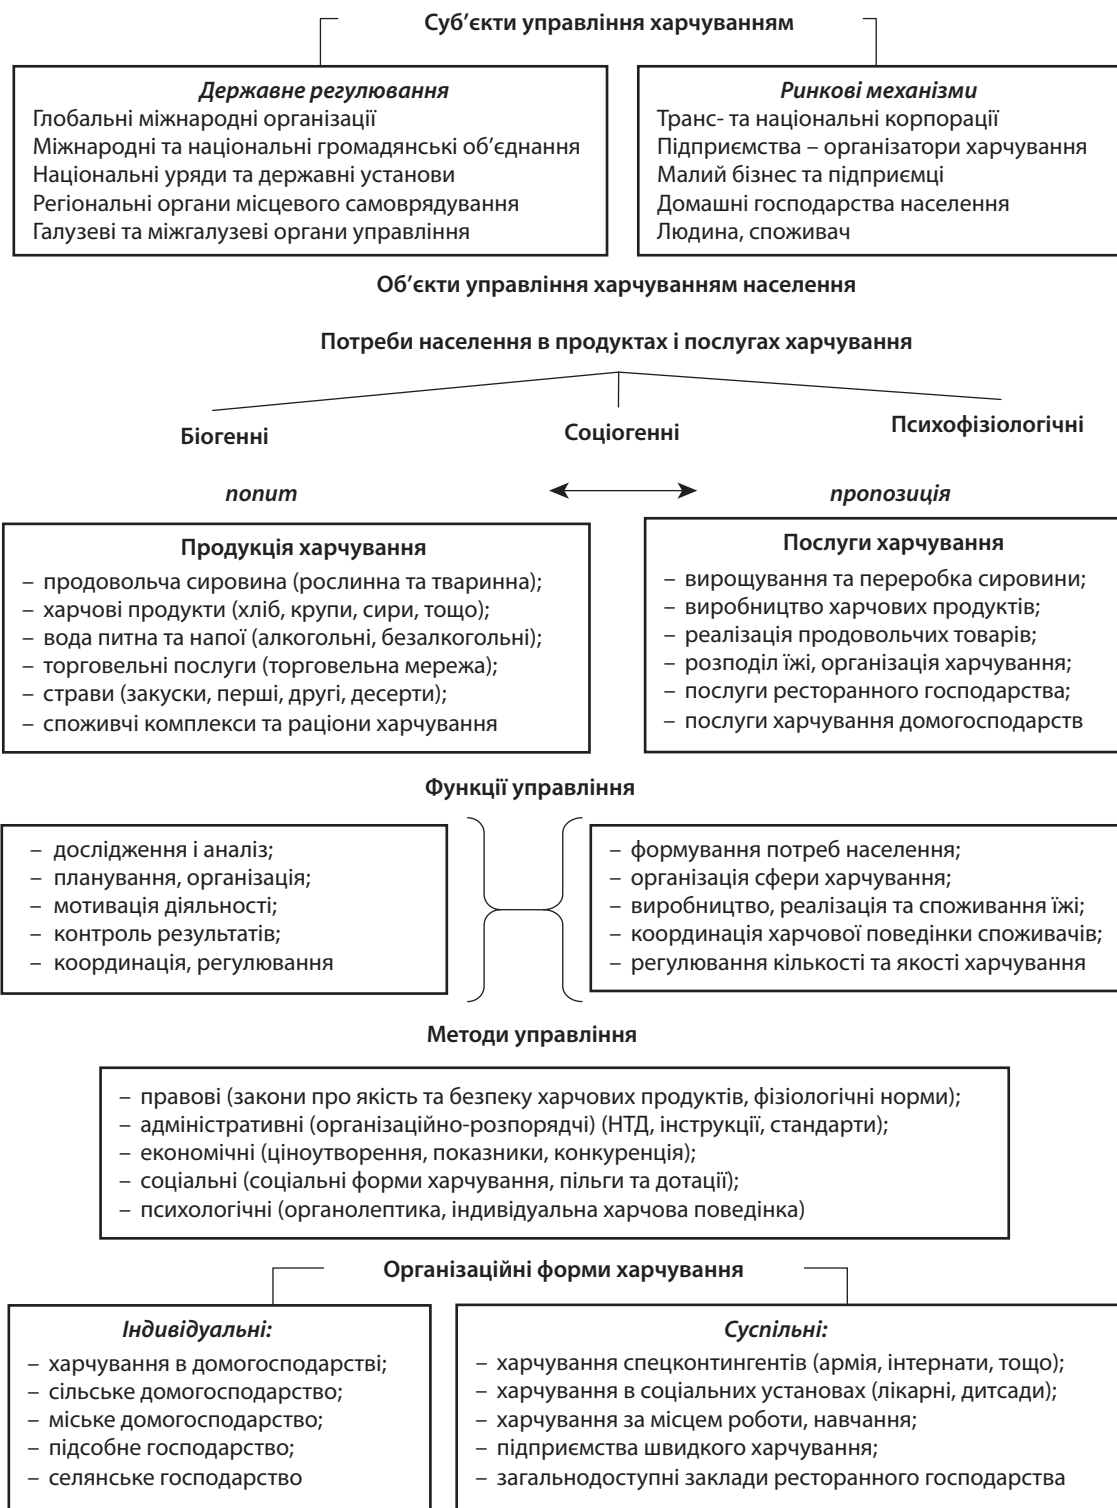 Суб’єкти управління харчуванням
Державне регулювання
Глобальні міжнародні організації
Міжнародні та національні громадянські об’єднання
Національні уряди та державні установи
Регіональні органи місцевого самоврядування
Галузеві та міжгалузеві органи управління
Ринкові механізми
Транс- та національні корпорації
Підприємства – організатори харчування
Малий бізнес та підприємці
Домашні господарства населення
Людина, споживач
Об’єкти управління харчуванням населення
Потреби населення в продуктах і послугах харчування
Біогенні
Соціогенні
Психофізіологічні
попит
пропозиція
Продукція харчування
– продовольча сировина (рослинна та тваринна);
– харчові продукти (хліб, крупи, сири, тощо);
– вода питна та напої (алкогольні, безалкогольні);
– торговельні послуги (торговельна мережа);
– страви (закуски, перші, другі, десерти);
– споживчі комплекси та раціони харчування
Послуги харчування
– вирощування та переробка сировини;
– виробництво харчових продуктів;
– реалізація продовольчих товарів;
– розподіл їжі, організація харчування;
– послуги ресторанного господарства;
– послуги харчування домогосподарств
Функції управління
– дослідження і аналіз;
– планування, організація;
– мотивація діяльності;
– контроль результатів;
– координація, регулювання
– формування потреб населення;
– організація сфери харчування;
– виробництво, реалізація та споживання їжі;
– координація харчової поведінки споживачів;
– регулювання кількості та якості харчування
Методи управління
– правові (закони про якість та безпеку харчових продуктів, фізіологічні норми);
– адміністративні (організаційно-розпорядчі) (НТД, інструкції, стандарти);
– економічні (ціноутворення, показники, конкуренція);
– соціальні (соціальні форми харчування, пільги та дотації);
– психологічні (органолептика, індивідуальна харчова поведінка)
Організаційні форми харчування
Індивідуальні:
– харчування в домогосподарстві;
– сільське домогосподарство;
– міське домогосподарство;
– підсобне господарство;
– селянське господарство
Суспільні:
– харчування спецконтингентів (армія, інтернати, тощо);
– харчування в соціальних установах (лікарні, дитсади);
– харчування за місцем роботи, навчання;
– підприємства швидкого харчування;
– загальнодоступні заклади ресторанного господарства